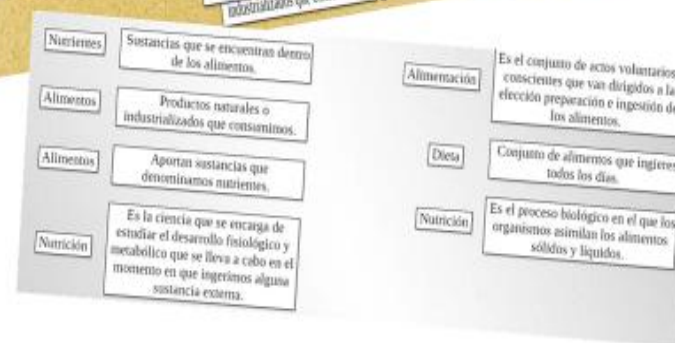 industrializados que
Nutrientes
Sustancias que se encuentran dentro
de los alimentos.
Alimentos
Productos naturales o
industrializados que consumimos.
Alimentos
Aportan sustancias que
denominamos nutrientes.
Nutrición
Es la ciencia que se encarga de
estudiar el desarrollo fisiológico y
metabólico que se lleva a cabo en el
momento en que ingerimos alguna
sustancia externa.
Alimentación
Es el conjunto de actos voluntarios
conscientes que van dirigidos a la
elección preparación e ingestión de
los alimentos.
Dieta
Conjunto de alimentos que ingieres
todos los días.
Nutrición
Es el proceso biológico en el que los
organismos asimilan los alimentos
sólidos y líquidos.